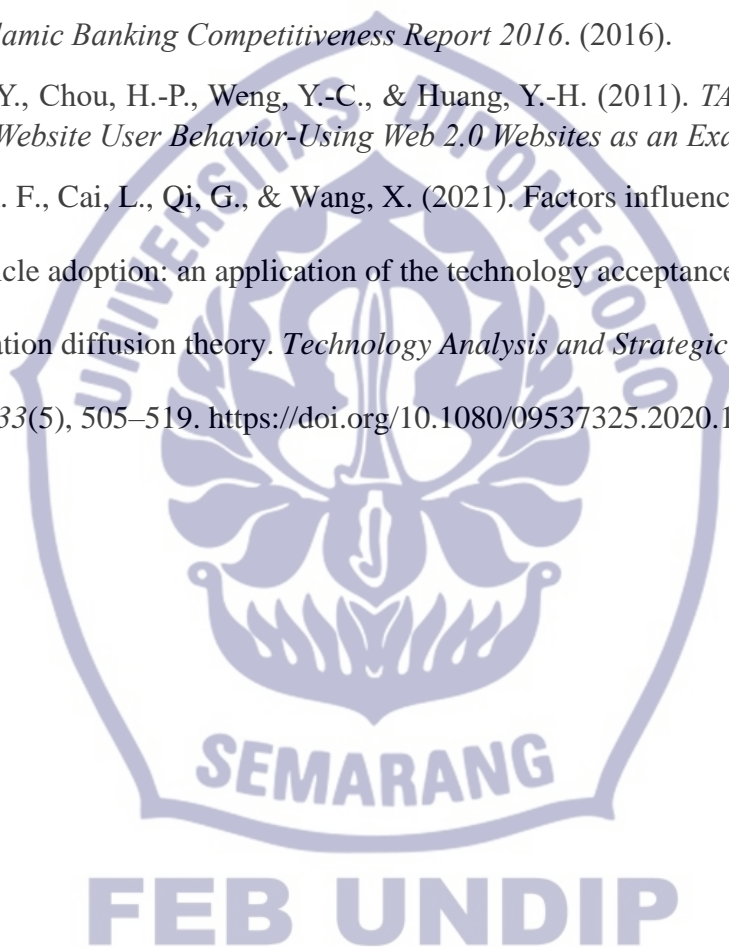 lamic Banking Competitiveness Report 2016. (2016).
Y., Chou, H.-P., Weng, Y.-C., & Huang, Y.-H. (2011). TA
Website User Behavior-Using Web 2.0 Websites as an Exa
. F., Cai, L., Qi, G., & Wang, X. (2021). Factors influenc
icle adoption: an application of the technology acceptance
ation diffusion theory. Technology Analysis and Strategic
33(5), 505–519. https://doi.org/10.1080/09537325.2020.1
UNIVERSITAS DIPONEGORO
SEMARANG
FEB UNDIP